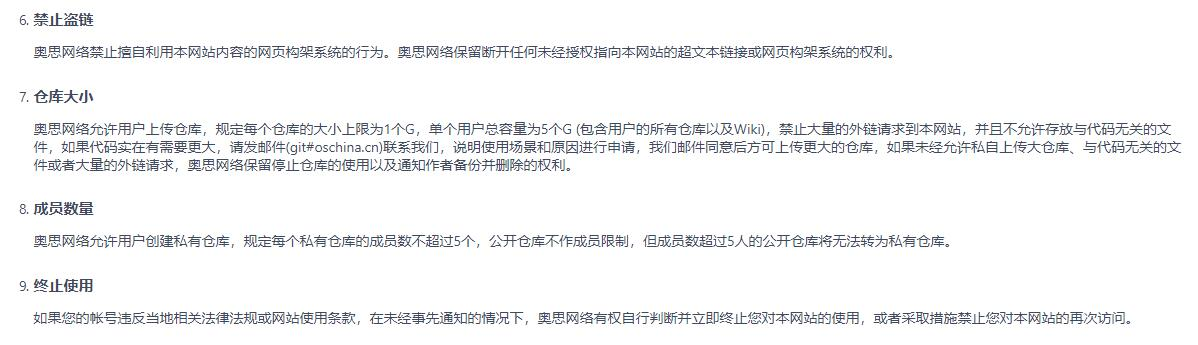 6. 禁止盗链
奥思网络禁止擅自利用本网站内容的网页构架系统的行为。奥思网络保留断开任何未经授权指向本网站的超文本链接或网页构架系统的权利。
7. 仓库大小
奥思网络允许用户上传仓库，规定每个仓库的大小上限为1个G，单个用户总容量为5个G (包含用户的所有仓库以及Wiki)，禁止大量的外链请求到本网站，并且不允许存放与代码无关的文
件，如果代码实在有需要更大，请发邮件(git#oschina.cn)联系我们，说明使用场景和原因进行申请，我们邮件同意后方可上传更大的仓库，如果未经允许私自上传大仓库、与代码无关的文
件或者大量的外链请求，奥思网络保留停止仓库的使用以及通知作者备份并删除的权利。
8. 成员数量
奥思网络允许用户创建私有仓库，规定每个私有仓库的成员数不超过5个，公开仓库不作成员限制，但成员数超过5人的公开仓库将无法转为私有仓库。
9. 终止使用
如果您的帐号违反当地相关法律法规或网站使用条款，在未经事先通知的情况下，奥思网络有权自行判断并立即终止您对本网站的使用，或者采取措施禁止您对本网站的再次访问。